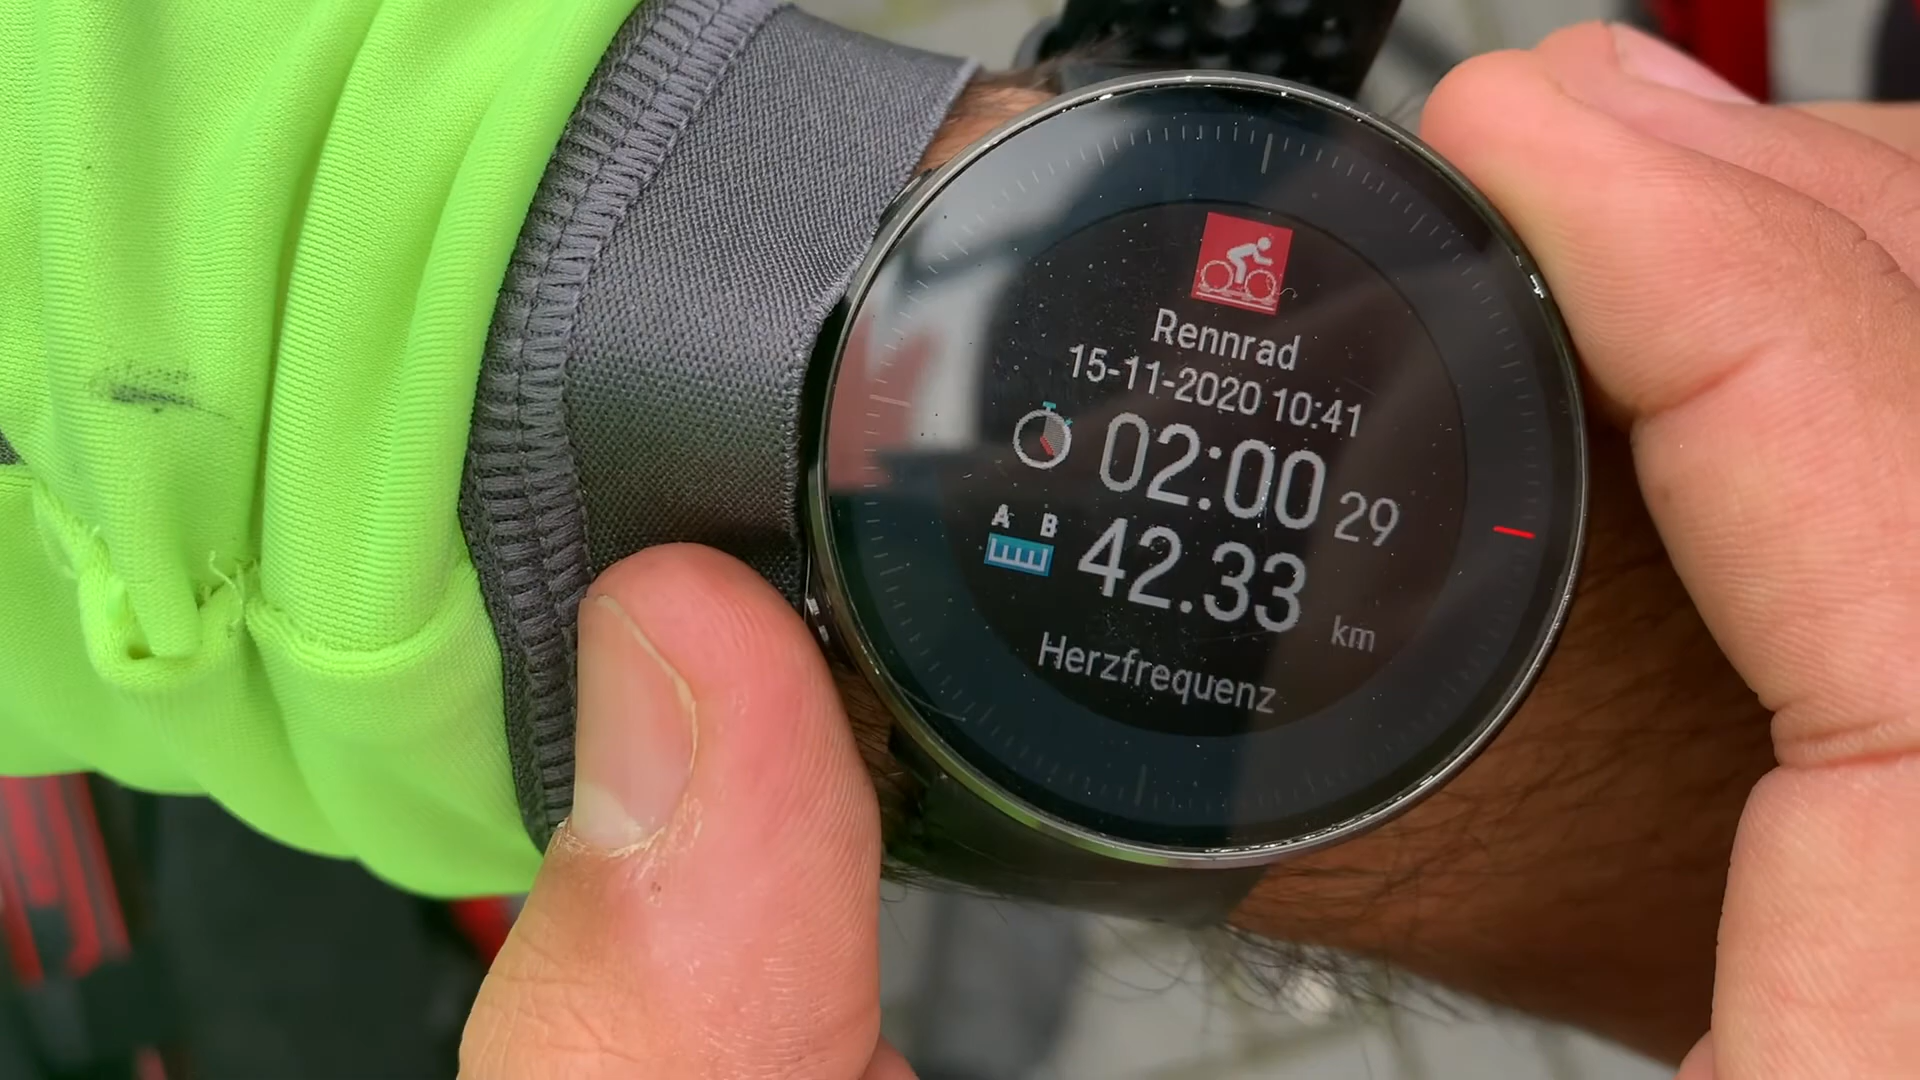 Rennrad
15-11-2020 10:41
02:00 29
A B
42.33 km
Herzfrequenz